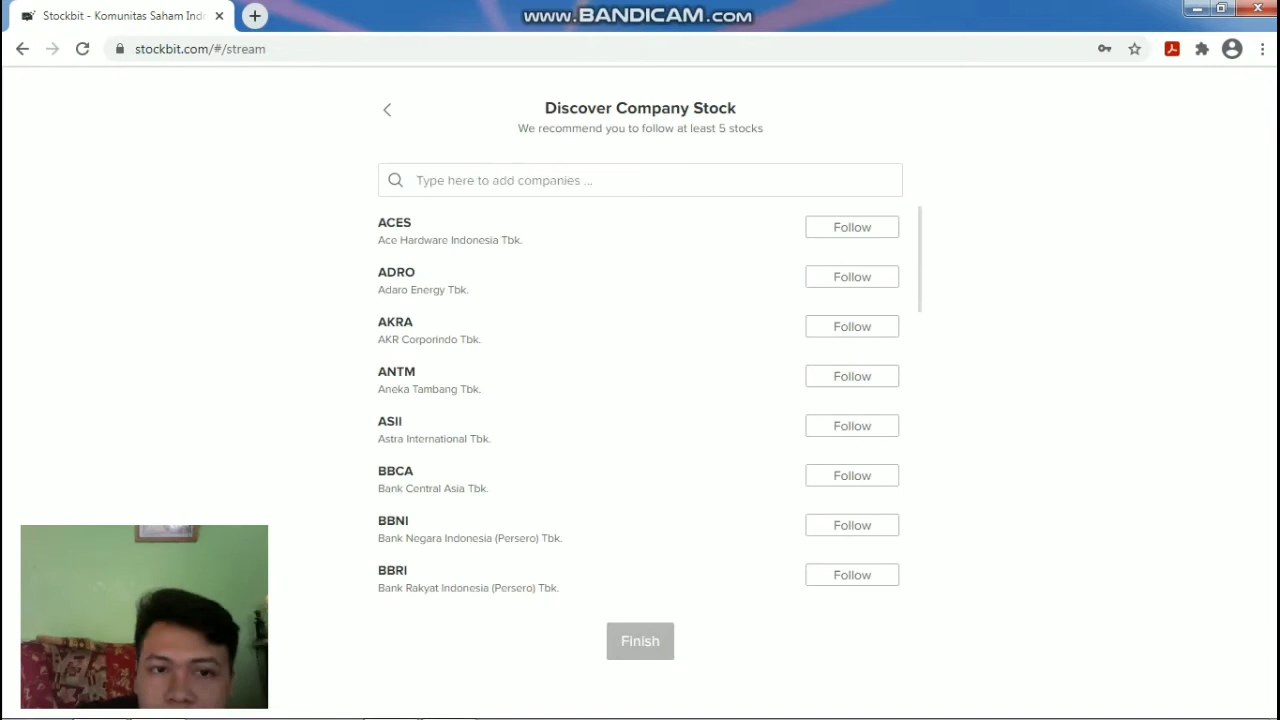 Stockbit - Komunitas Saham Ind
www.BANDICAM.com
stockbit.com/#/stream
Discover Company Stock
We recommend you to follow at least 5 stocks
Type here to add companies ...
ACES
Ace Hardware Indonesia Tbk.
Follow
ADRO
Adaro Energy Tbk.
Follow
AKRA
AKR Corporindo Tbk.
Follow
ANTM
Aneka Tambang Tbk.
Follow
ASII
Astra International Tbk.
Follow
BBCA
Bank Central Asia Tbk.
Follow
BBNI
Bank Negara Indonesia (Persero) Tbk.
Follow
BBRI
Bank Rakyat Indonesia (Persero) Tbk.
Follow
Finish